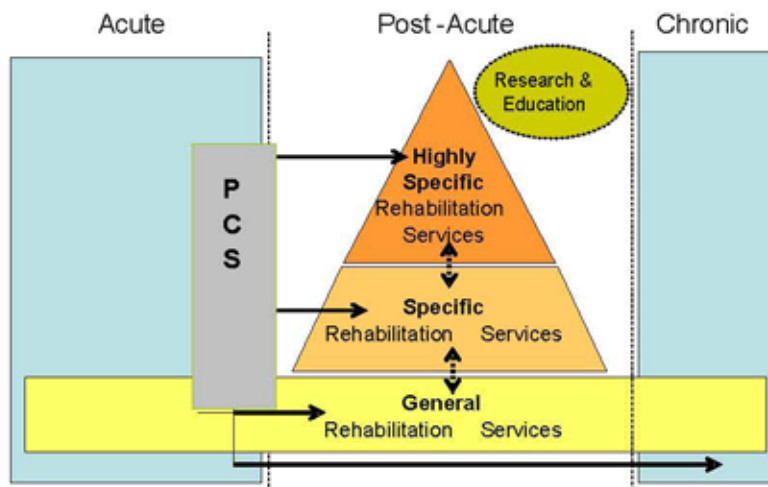 Acute
Post -Acute
Chronic
Research &
Education
P
C
S
Highly
Specific
Rehabilitation
Services
Specific
Rehabilitation Services
General
Rehabilitation Services